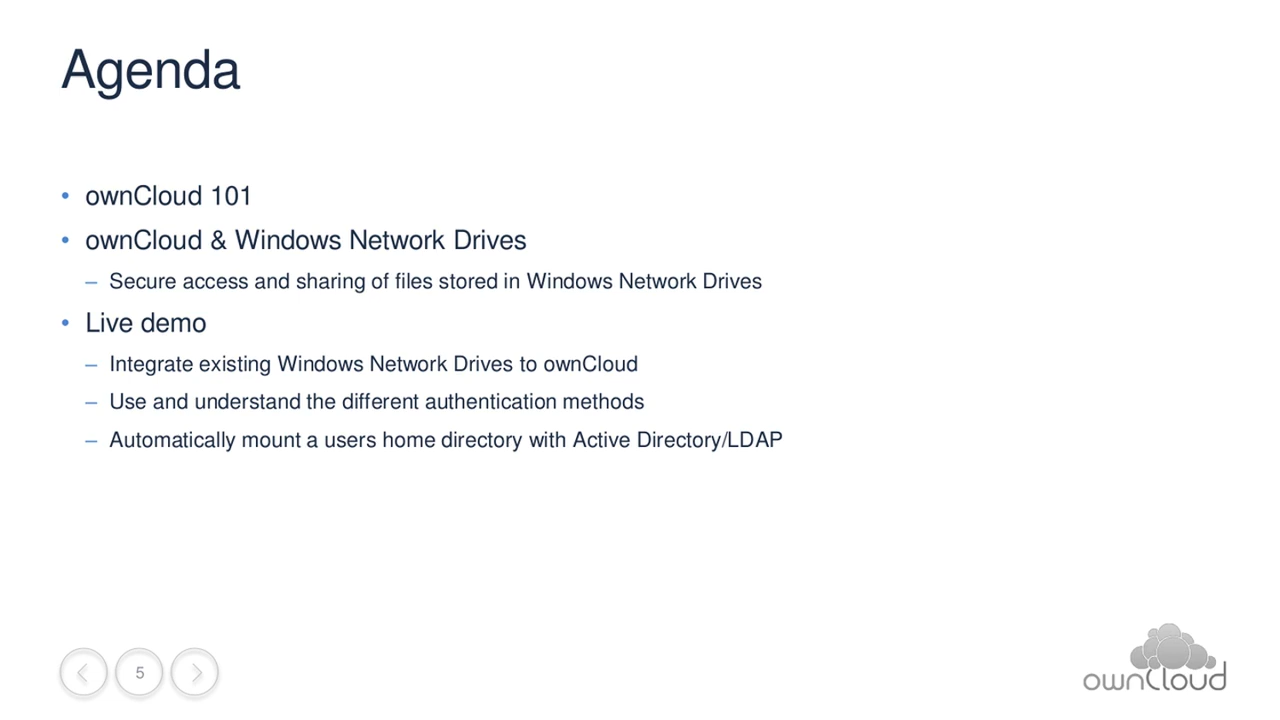 Agenda
• ownCloud 101
• ownCloud & Windows Network Drives
– Secure access and sharing of files stored in Windows Network Drives
• Live demo
– Integrate existing Windows Network Drives to ownCloud
– Use and understand the different authentication methods
– Automatically mount a users home directory with Active Directory/LDAP
5
ownCloud